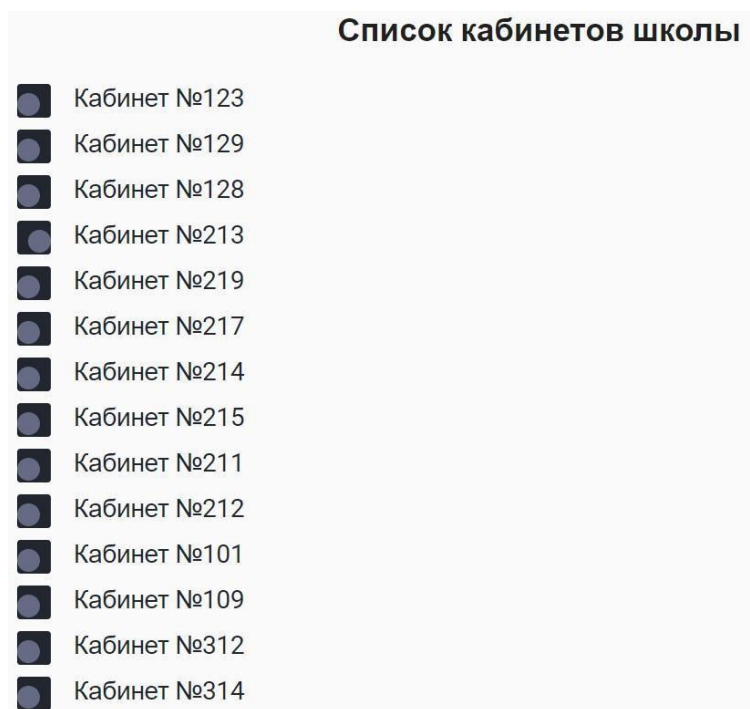 Список кабинетов школы
Кабинет №123
Кабинет №129
Кабинет №128
Кабинет №213
Кабинет №219
Кабинет №217
Кабинет №214
Кабинет №215
Кабинет №211
Кабинет №212
Кабинет №101
Кабинет №109
Кабинет №312
Кабинет №314